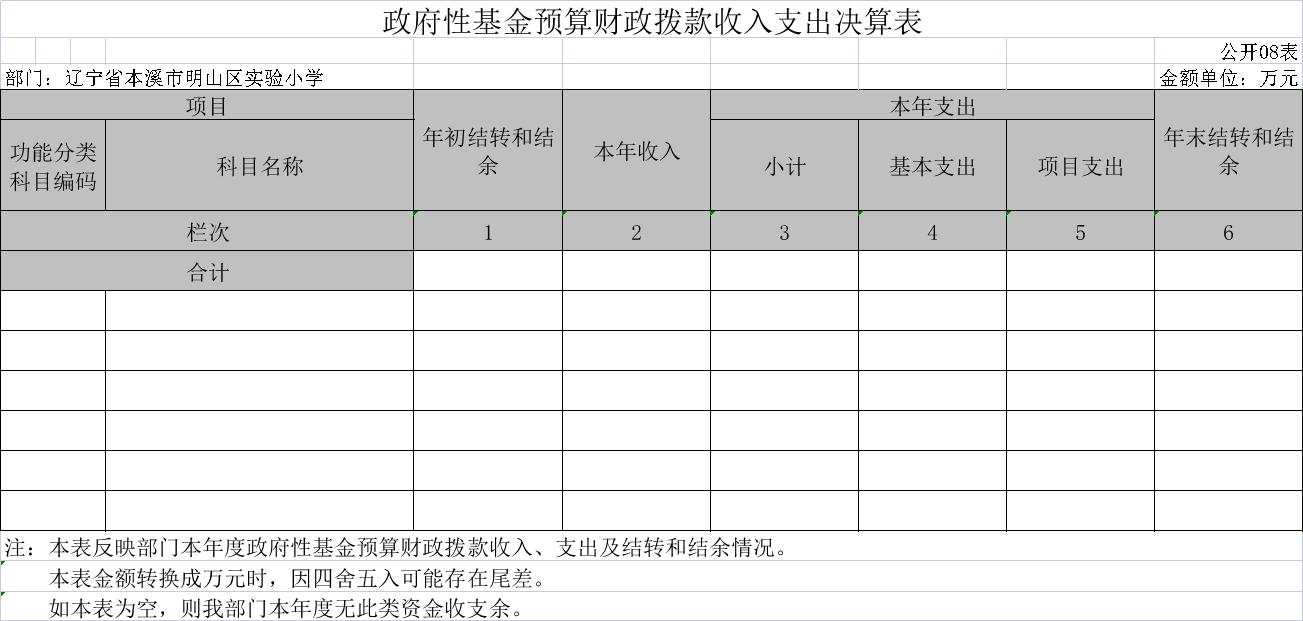 政府性基金预算财政拨款收入支出决算表
公开08表
部门：辽宁省本溪市明山区实验小学 金额单位：万元
项目 年初结转和结余 本年收入 本年支出 年末结转和结余
功能分类科目编码 科目名称 小计 基本支出 项目支出
栏次 1 2 3 4 5 6
合计
注：本表反映部门本年度政府性基金预算财政拨款收入、支出及结转和结余情况。
本表金额转换成万元时，因四舍五入可能存在尾差。
如本表为空，则我部门本年度无此类资金收支余。